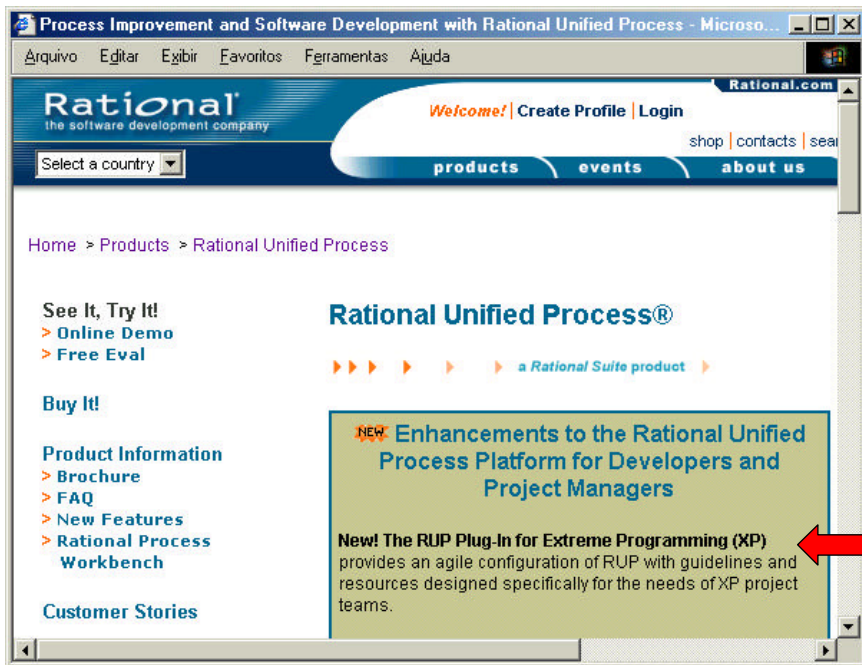 Process Improvement and Software Development with Rational Unified Process - Microso...
Arquivo Editar Exibir Favoritos Ferramentas Ajuda
Rational.com
Rational
the software development company
Welcome! | Create Profile | Login
shop | contacts | sear
Select a country
products events about us
Home > Products > Rational Unified Process
See It, Try It!
> Online Demo
> Free Eval
Buy It!
Product Information
> Brochure
> FAQ
> New Features
> Rational Process
Workbench
Customer Stories
Rational Unified Process®
a Rational Suite product
NEW Enhancements to the Rational Unified
Process Platform for Developers and
Project Managers
New! The RUP Plug-In for Extreme Programming (XP)
provides an agile configuration of RUP with guidelines and
resources designed specifically for the needs of XP project
teams.